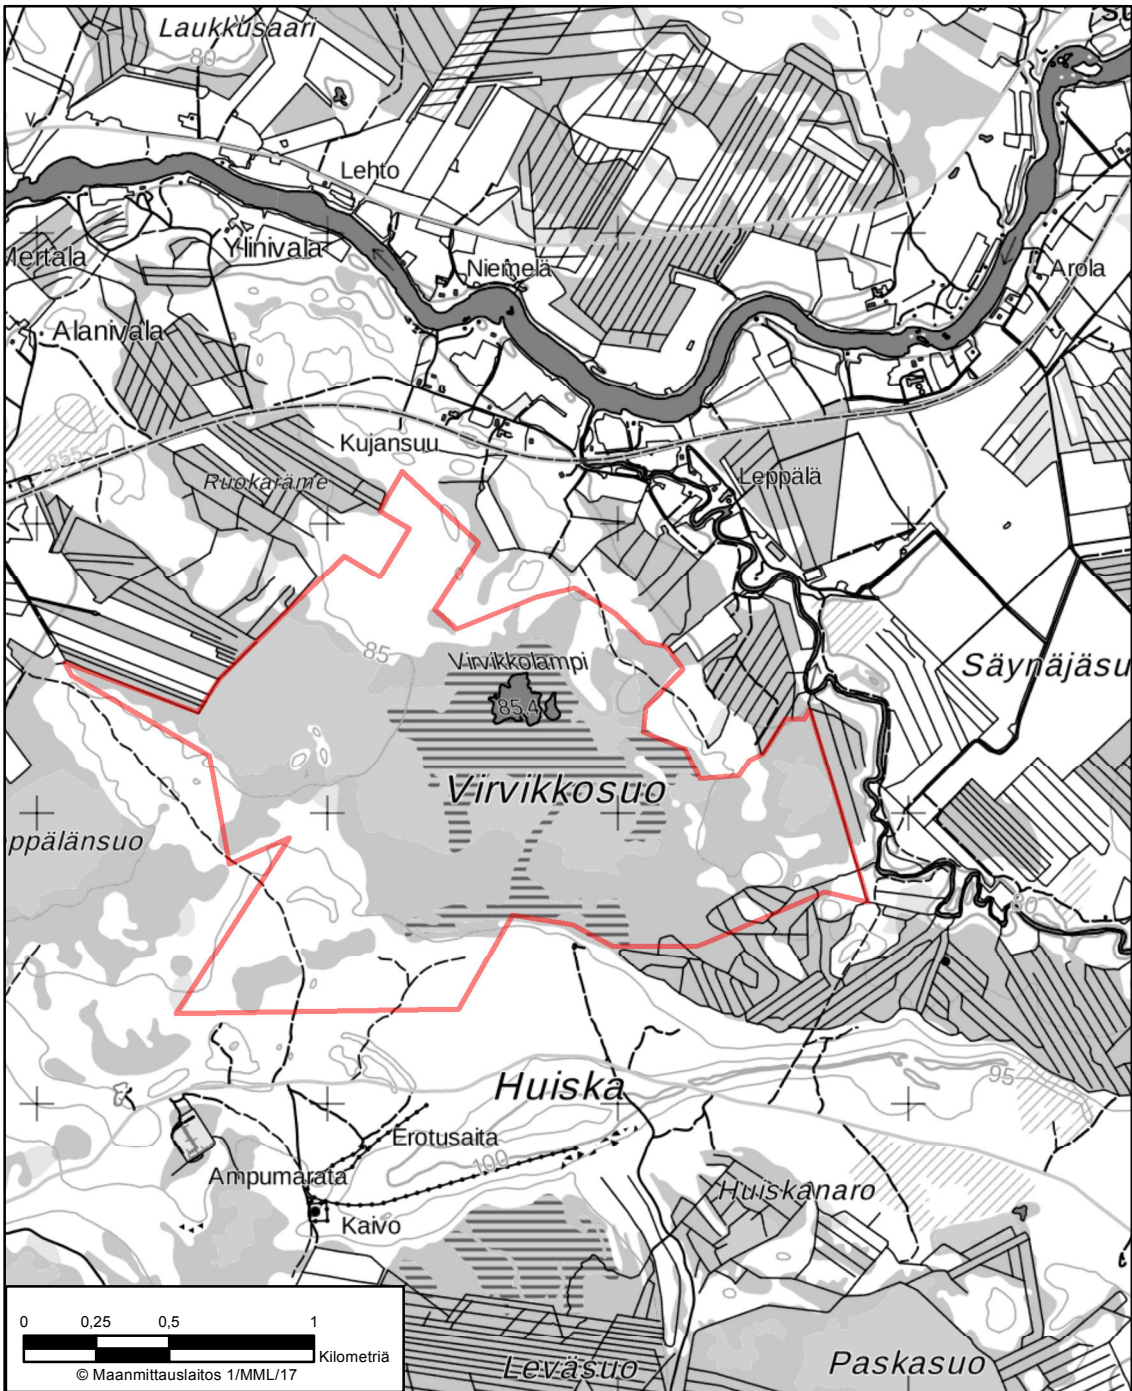 Laukkusaari
80
Lehto
Mertala
Ylinivala
Niemelä
Arola
Alanivala
Kujansuu
855
Ruokaräme
Leppälä
85
Virvikkolampi
85.4
Säynäjäsu
Virvikkosuo
ppälänsuo
80
Huiska
95
Erotusaita
100
Ampumarata
Huiskanaro
Kaivo
0 0,25 0,5 1
Kilometriä
© Maanmittauslaitos 1/MML/17
Leväsuo
Paskasuo